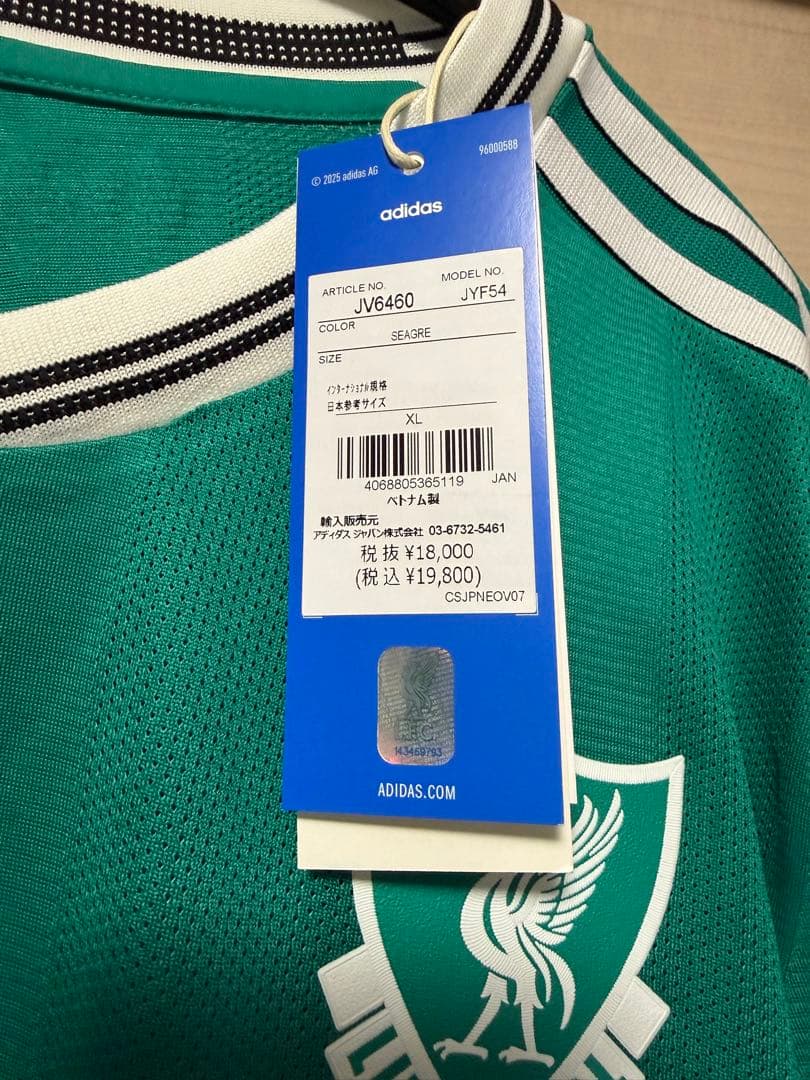 © 2025 adidas AG
96000588
adidas
ARTICLE NO. MODEL NO.
JV6460 JYF54
COLOR
SEAGRE
SIZE
インターナショナル規格
日本参考サイズ
XL
4068805365119 JAN
ベトナム製
輸入販売元
アディダス ジャパン株式会社 03-6732-5461
税抜 ¥18,000
(税込 ¥19,800)
CSJPNEOV07
143469793
ADIDAS.COM